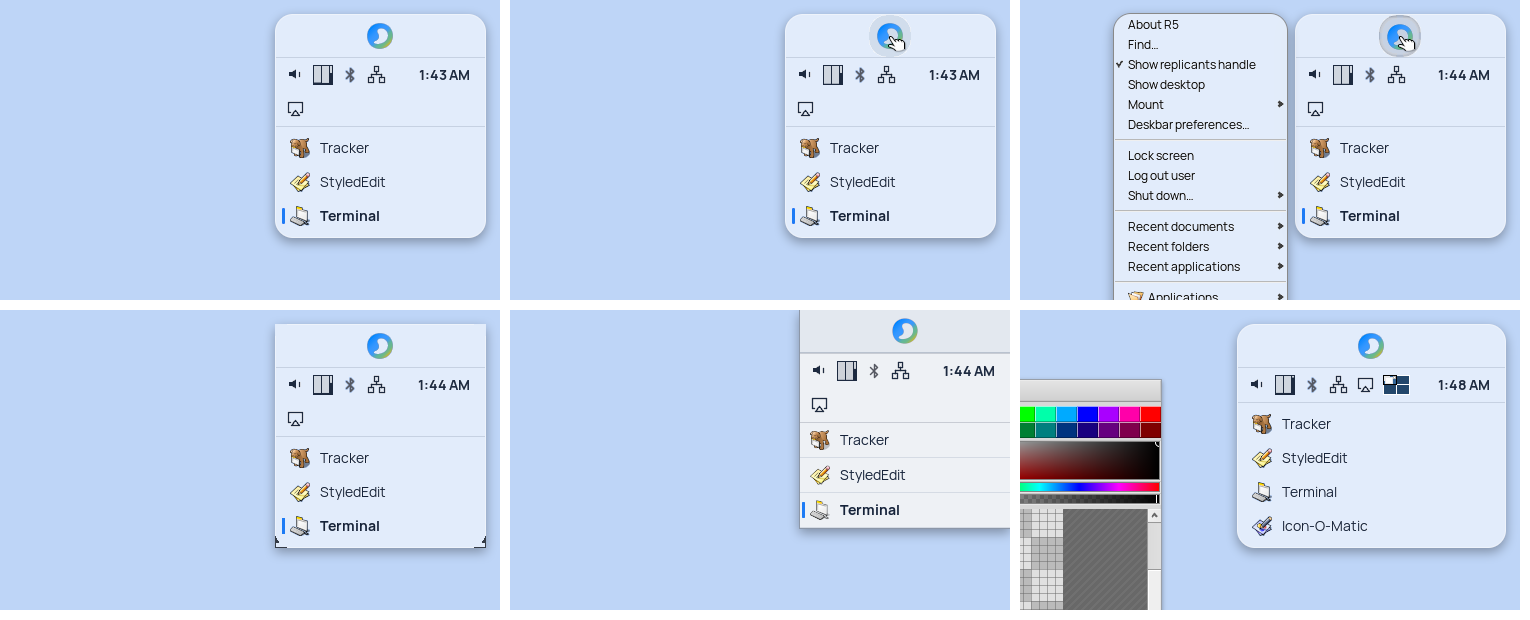 1:43 AM
Tracker
StyledEdit
Terminal
1:43 AM
Tracker
StyledEdit
Terminal
About R5
Find…
Show replicants handle
Show desktop
Mount
Deskbar preferences…
Lock screen
Log out user
Shut down…
Recent documents
Recent folders
Recent applications
Applications
1:44 AM
Tracker
StyledEdit
Terminal
1:44 AM
Tracker
StyledEdit
Terminal
1:44 AM
Tracker
StyledEdit
Terminal
1:48 AM
Tracker
StyledEdit
Terminal
Icon-O-Matic